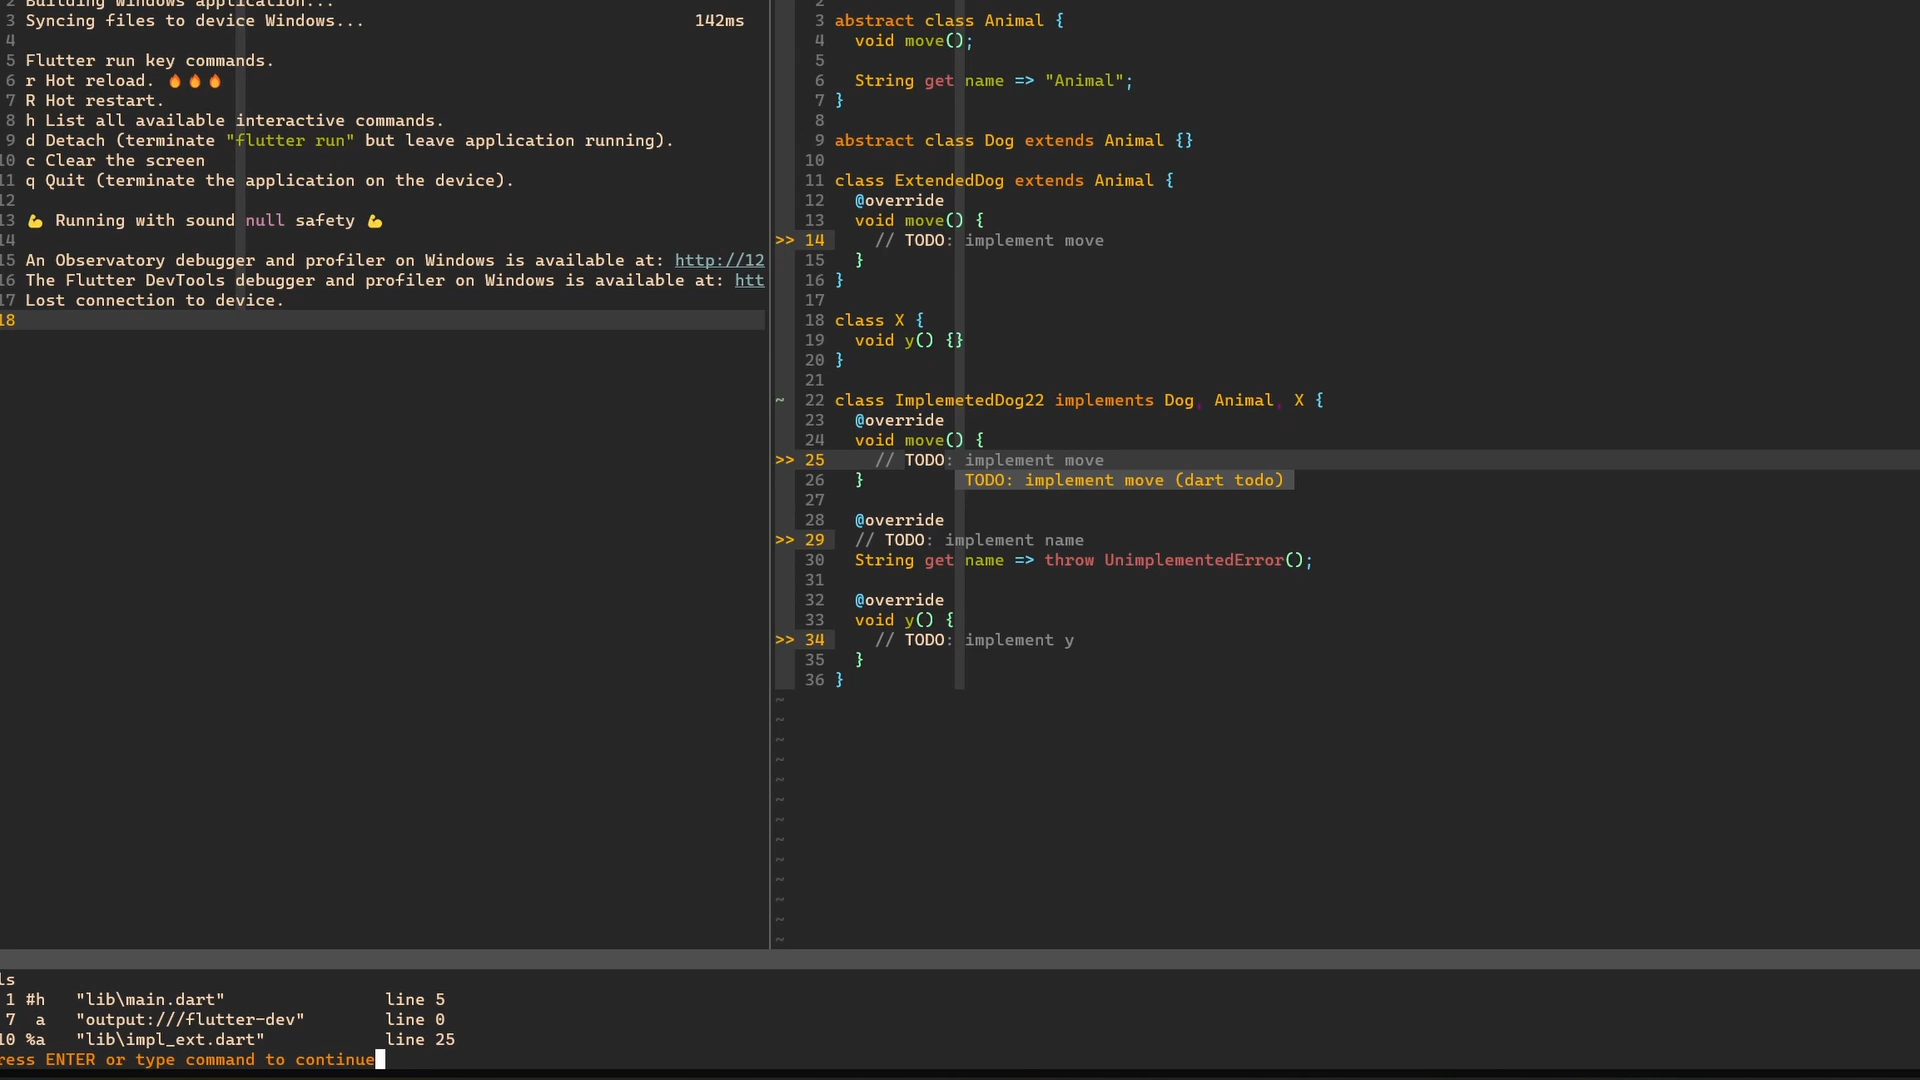 2 Building Windows application...
3 Syncing files to device Windows... 142ms
4
5 Flutter run key commands.
6 r Hot reload. 🔥🔥🔥
7 R Hot restart.
8 h List all available interactive commands.
9 d Detach (terminate "flutter run" but leave application running).
10 c Clear the screen
11 q Quit (terminate the application on the device).
12
13 💪 Running with sound null safety 💪
14
15 An Observatory debugger and profiler on Windows is available at: http://12
16 The Flutter DevTools debugger and profiler on Windows is available at: htt
17 Lost connection to device.
18
2
3 abstract class Animal {
4   void move();
5
6   String get name => "Animal";
7 }
8
9 abstract class Dog extends Animal {}
10
11 class ExtendedDog extends Animal {
12   @override
13   void move() {
>> 14     // TODO: implement move
15   }
16 }
17
18 class X {
19   void y() {}
20 }
21
~ 22 class ImplemetedDog22 implements Dog, Animal, X {
23   @override
24   void move() {
>> 25     // TODO: implement move
26   } TODO: implement move (dart todo)
27
28   @override
>> 29   // TODO: implement name
30   String get name => throw UnimplementedError();
31
32   @override
33   void y() {
>> 34     // TODO: implement y
35   }
36 }
~
~
~
~
~
~
~
~
~
~
~
~
~
ls
1 #h "lib\main.dart" line 5
7 a "output:///flutter-dev" line 0
10 %a "lib\impl_ext.dart" line 25
ress ENTER or type command to continue